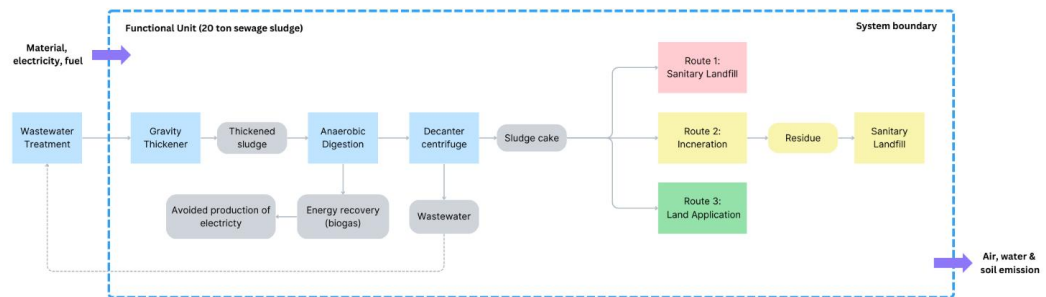 Functional Unit (20 ton sewage sludge)
System boundary
Material,
electricity, fuel
Route 1:
Sanitary Landfill
Wastewater
Treatment
Gravity
Thickener
Thickened
sludge
Anaerobic
Digestion
Decanter
centrifuge
Sludge cake
Route 2:
Incneration
Residue
Sanitary
Landfill
Avoided production of
electricty
Energy recovery
(biogas)
Wastewater
Route 3:
Land Application
Air, water &
soil emission